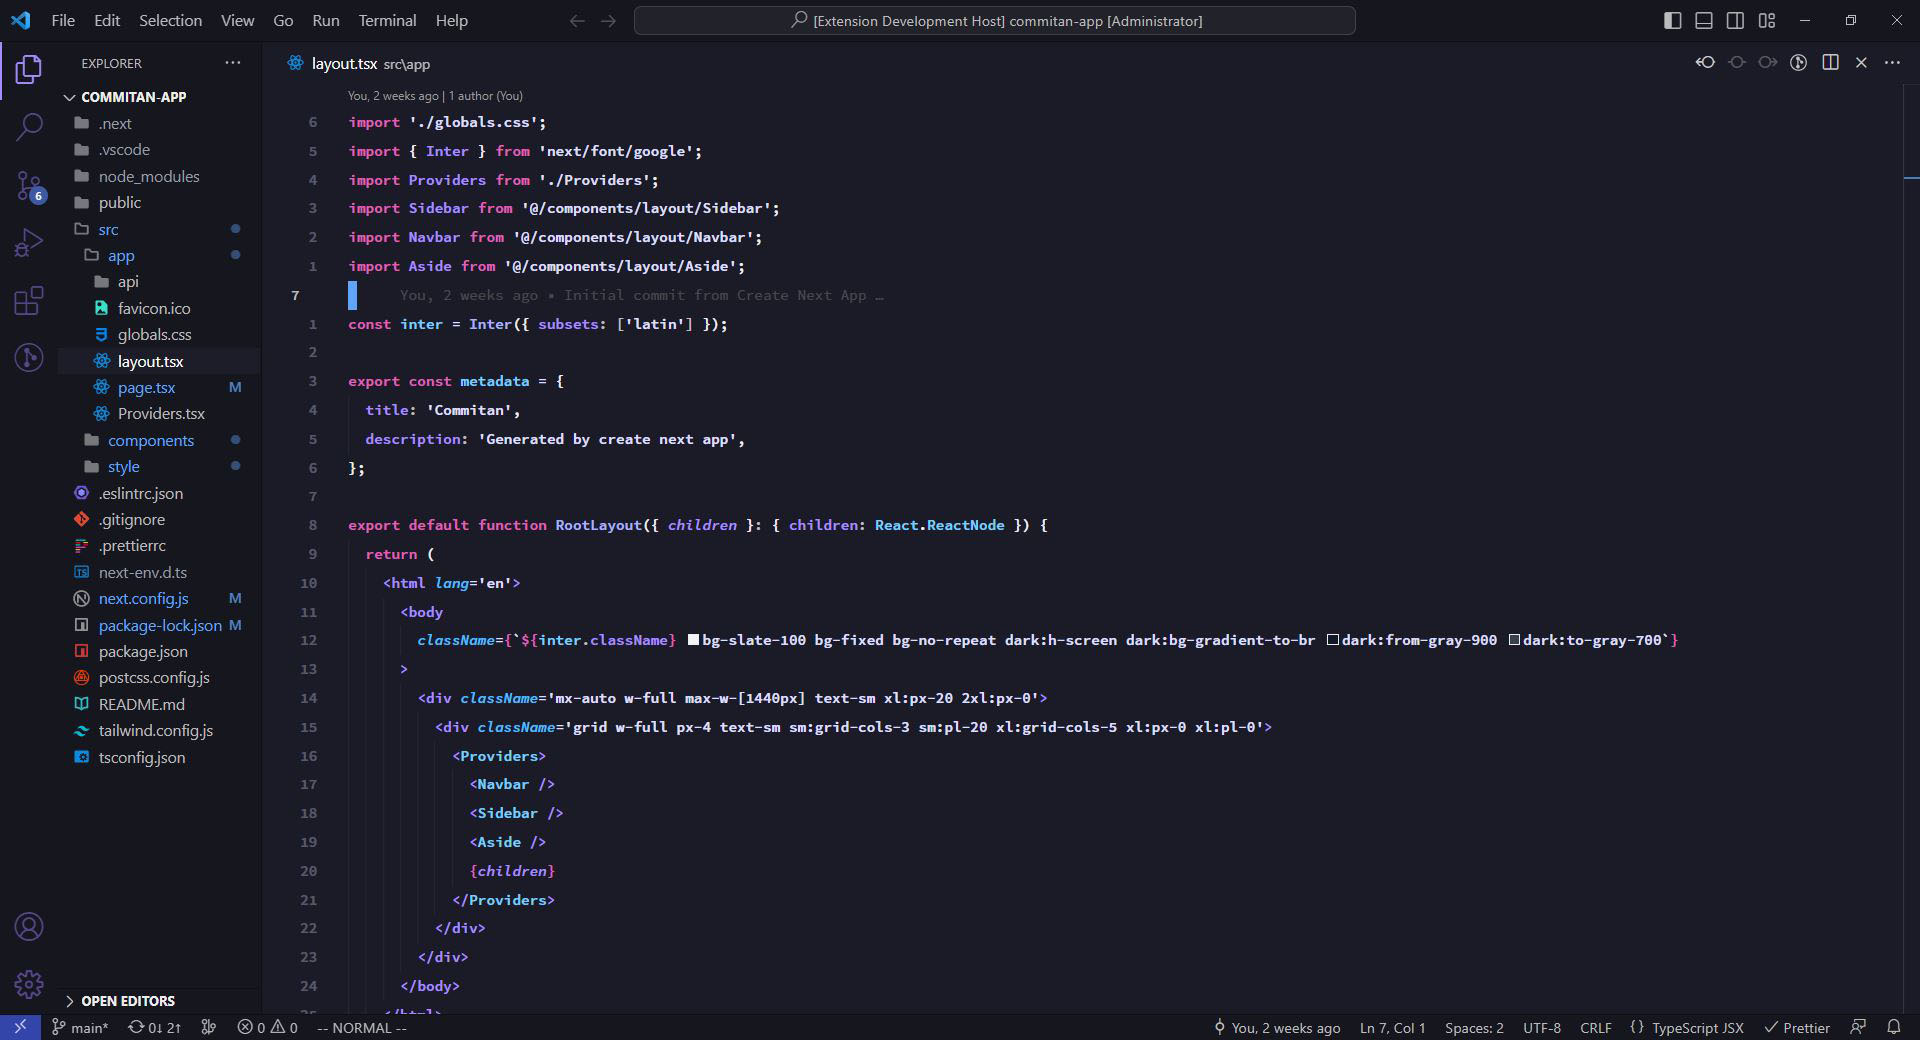 File Edit Selection View Go Run Terminal Help
[Extension Development Host] commitan-app [Administrator]
EXPLORER
COMMITAN-APP
.next
.vscode
node_modules
public
src
app
api
favicon.ico
globals.css
layout.tsx
page.tsx M
Providers.tsx
components
style
.eslintrc.json
.gitignore
.prettierrc
TS next-env.d.ts
next.config.js M
package-lock.json M
package.json
postcss.config.js
README.md
tailwind.config.js
tsconfig.json
OPEN EDITORS
6
layout.tsx src\app
You, 2 weeks ago | 1 author (You)
6 import './globals.css';
5 import { Inter } from 'next/font/google';
4 import Providers from './Providers';
3 import Sidebar from '@/components/layout/Sidebar';
2 import Navbar from '@/components/layout/Navbar';
1 import Aside from '@/components/layout/Aside';
7 You, 2 weeks ago • Initial commit from Create Next App …
1 const inter = Inter({ subsets: ['latin'] });
2
3 export const metadata = {
4 title: 'Commitan',
5 description: 'Generated by create next app',
6 };
7
8 export default function RootLayout({ children }: { children: React.ReactNode }) {
9 return (
10 <html lang='en'>
11 <body
12 className={`${inter.className} bg-slate-100 bg-fixed bg-no-repeat dark:h-screen dark:bg-gradient-to-br dark:from-gray-900 dark:to-gray-700`}
13 >
14 <div className='mx-auto w-full max-w-[1440px] text-sm xl:px-20 2xl:px-0'>
15 <div className='grid w-full px-4 text-sm sm:grid-cols-3 sm:pl-20 xl:grid-cols-5 xl:px-0 xl:pl-0'>
16 <Providers>
17 <Navbar />
18 <Sidebar />
19 <Aside />
20 {children}
21 </Providers>
22 </div>
23 </div>
24 </body>
25 </html>
main* 0↓ 2↑ 0 0 -- NORMAL --
You, 2 weeks ago Ln 7, Col 1 Spaces: 2 UTF-8 CRLF {} TypeScript JSX Prettier